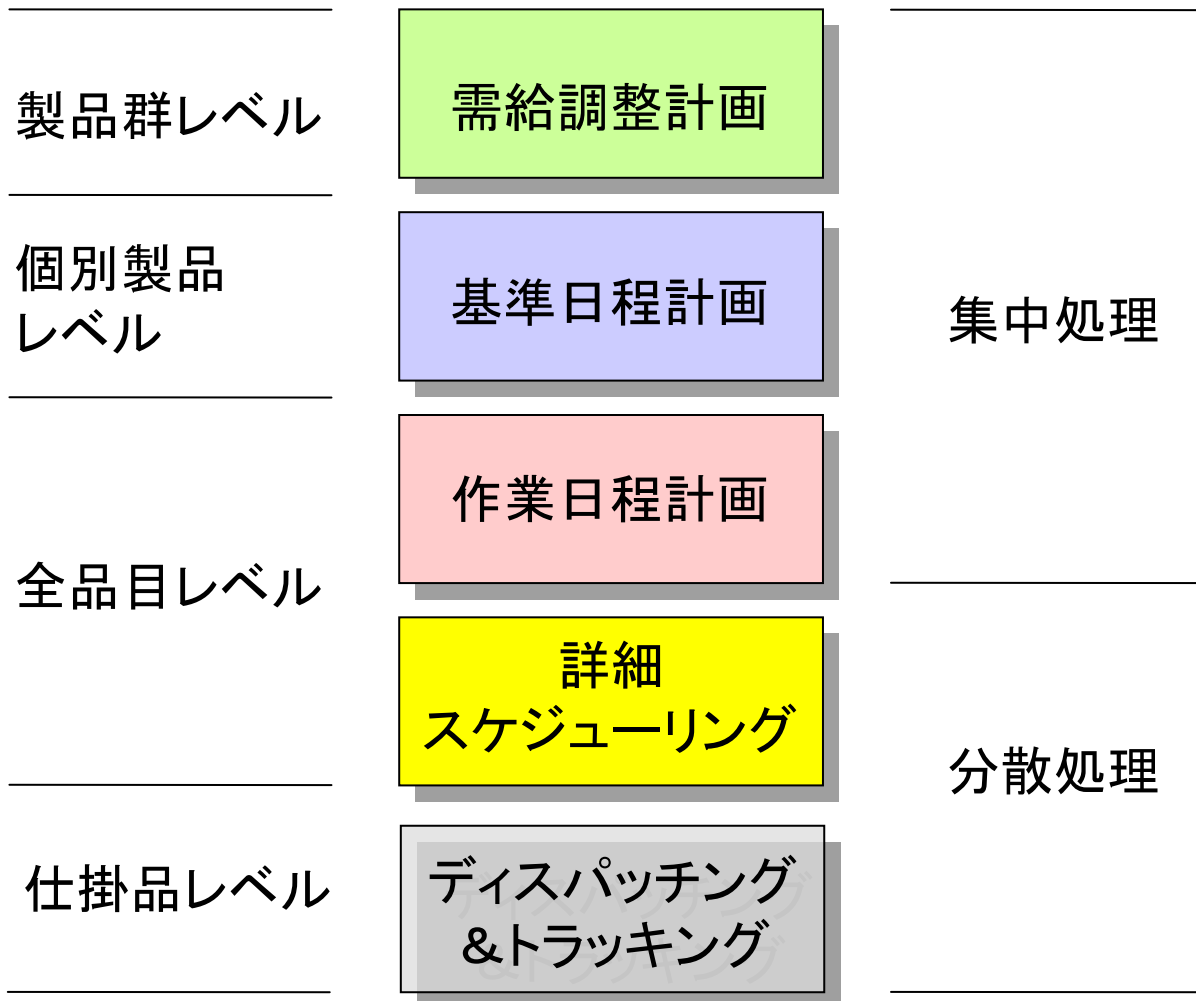 製品群レベル
需給調整計画
個別製品
レベル
基準日程計画
集中処理
作業日程計画
全品目レベル
詳細
スケジューリング
分散処理
仕掛品レベル
ディスパッチング
&トラッキング